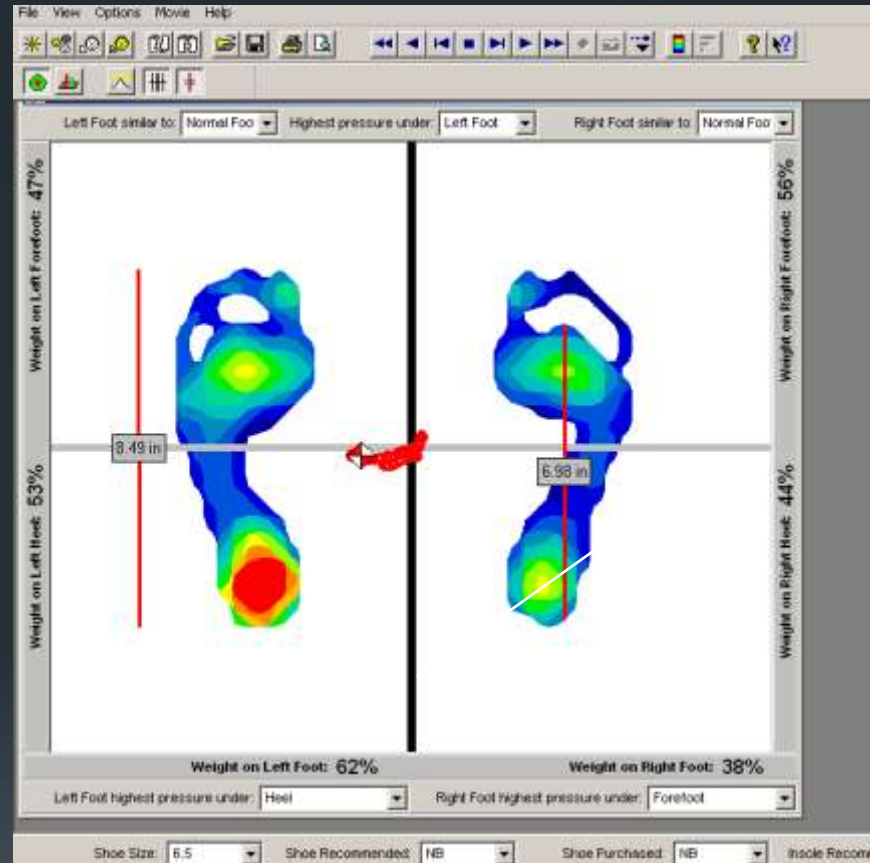 File View Options Movie Help
Left Foot similar to: Normal Foo Highest pressure under: Left Foot Right Foot similar to: Normal Foo
Weight on Left Forefoot: 47%
Weight on Left Heel: 53%
8.49 in
6.98 in
Weight on Right Forefoot: 56%
Weight on Right Heel: 44%
Weight on Left Foot: 62% Weight on Right Foot: 38%
Left Foot highest pressure under: Heel Right Foot highest pressure under: Forefoot
Shoe Size: 6.5 Shoe Recommended: NB Shoe Purchased: NB Insole Recom